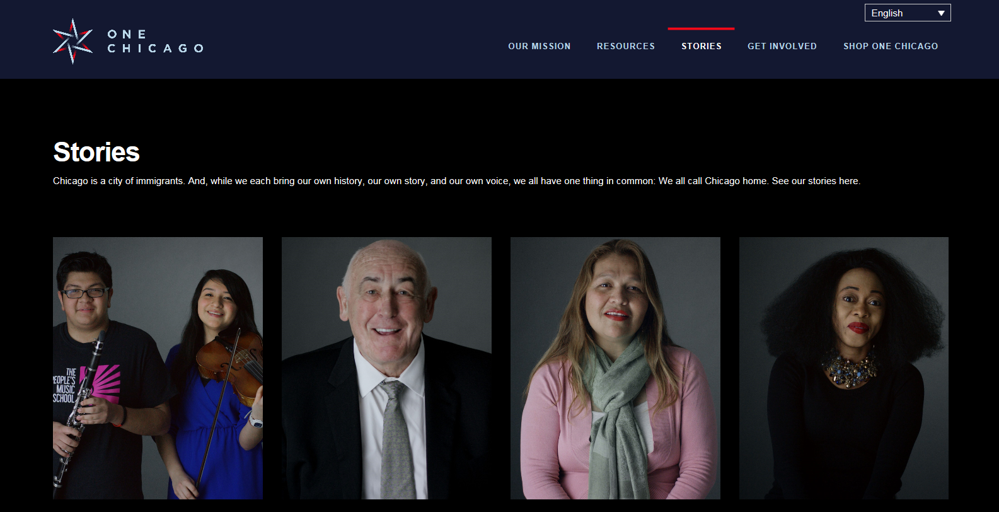 English
ONE
CHICAGO
OUR MISSION
RESOURCES
STORIES
GET INVOLVED
SHOP ONE CHICAGO
Stories
Chicago is a city of immigrants. And, while we each bring our own history, our own story, and our own voice, we all have one thing in common: We all call Chicago home. See our stories here.
THE
PEOPLE'S
MUSIC
SCHOOL